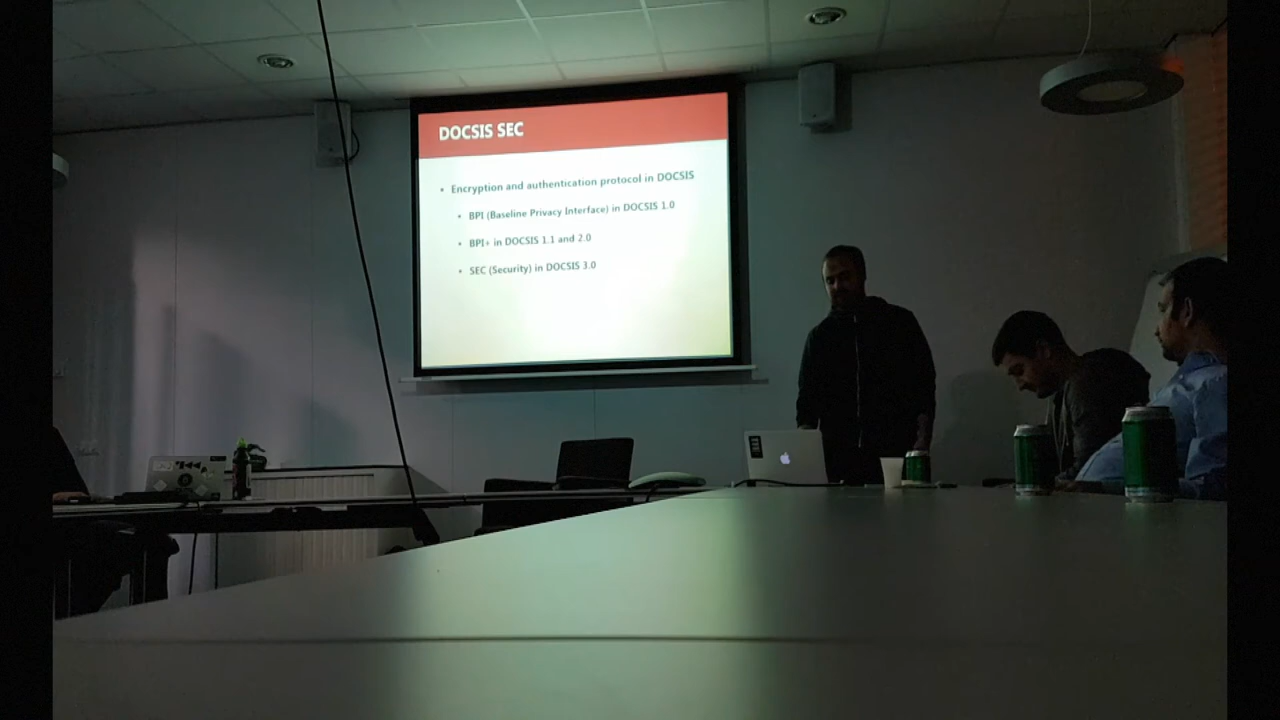 DOCSIS SEC
• Encryption and authentication protocol in DOCSIS
• BPI (Baseline Privacy Interface) in DOCSIS 1.0
• BPI+ in DOCSIS 1.1 and 2.0
• SEC (Security) in DOCSIS 3.0